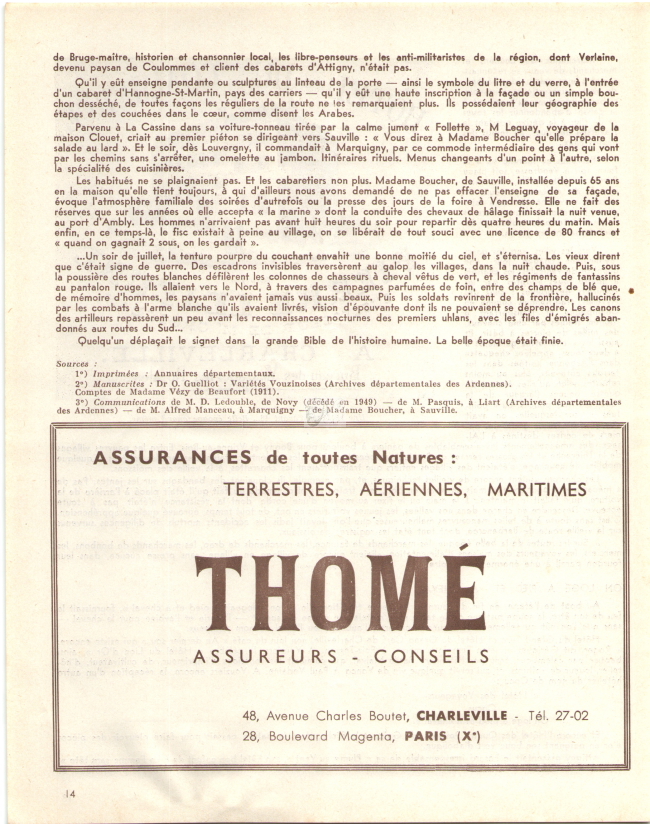 de Bruge-maître, historien et chansonnier local, les libre-penseurs et les anti-militaristes de la région, dont Verlaine,
devenu paysan de Coulommes et client des cabarets d'Attigny, n'était pas.
Qu'il y eût enseigne pendante ou sculptures au linteau de la porte — ainsi le symbole du litre et du verre, à l'entrée
d'un cabaret d'Hannogne-St-Martin, pays des carriers — qu'il y eût une haute inscription à la façade ou un simple bou-
chon desséché, de toutes façons les réguliers de la route ne les remarquaient plus. Ils possédaient leur géographie des
étapes et des couchées dans le cœur, comme disent les Arabes.
Parvenu à La Cassine dans sa voiture-tonneau tirée par la calme jument « Follette », M Leguay, voyageur de la
maison Clouet, criait au premier piéton se dirigeant vers Sauville : « Vous direz à Madame Boucher qu'elle prépare la
salade au lard ». Et le soir, dès Louvergny, il commandait à Marquigny, par ce commode intermédiaire des gens qui vont
par les chemins sans s'arrêter, une omelette au jambon. Itinéraires rituels. Menus changeants d'un point à l'autre, selon
la spécialité des cuisinières.
Les habitués ne se plaignaient pas. Et les cabaretiers non plus. Madame Boucher, de Sauville, installée depuis 65 ans
en la maison qu'elle tient toujours, à qui d'ailleurs nous avons demandé de ne pas effacer l'enseigne de sa façade,
évoque l'atmosphère familiale des soirées d'autrefois ou la presse des jours de la foire à Vendresse. Elle ne fait des
réserves que sur les années où elle accepta « la marine » dont la conduite des chevaux de hâlage finissait la nuit venue,
au port d'Ambly. Les hommes n'arrivaient pas avant huit heures du soir pour repartir dès quatre heures du matin. Mais
enfin, en ce temps-là, le fisc existait à peine au village, on se libérait de tout souci avec une licence de 80 francs et
« quand on gagnait 2 sous, on les gardait ».
...Un soir de juillet, la tenture pourpre du couchant envahit une bonne moitié du ciel, et s'éternisa. Les vieux dirent
que c'était signe de guerre. Des escadrons invisibles traversèrent au galop les villages, dans la nuit chaude. Puis, sous
la poussière des routes blanches défilèrent les colonnes de chasseurs à cheval vêtus vert, et les régiments de fantassins
au pantalon rouge. Ils allaient vers le Nord, à travers des campagnes parfumées de foin, entre des champs de blé que,
de mémoire d'hommes, les paysans n'avaient jamais vus aussi beaux. Puis les soldats revinrent de la frontière, hallucinés
par les combats à l'arme blanche qu'ils avaient livrés, vision d'épouvante dont ils ne pouvaient se déprendre. Les canons
des artilleurs repassèrent un peu avant les reconnaissances nocturnes des premiers uhlans, avec les files d'émigrés aban-
donnés aux routes du Sud...
Quelqu'un déplaçait le signet dans la grande Bible de l'histoire humaine. La belle époque était finie.
Sources :
1°) Imprimées : Annuaires départementaux.
2°) Manuscrites : Dr O. Guelliot : Variétés Vouzinoises (Archives départementales des Ardennes).
Comptes de Madame Vézy de Beaufort (1911).
3°) Communications de M. D. Ledouble, de Novy (décédé en 1949) — de M. Pasquis, à Liart (Archives départementales
des Ardennes) — de M. Alfred Manceau, à Marquigny — de Madame Boucher, à Sauville.
ASSURANCES de toutes Natures :
TERRESTRES, AÉRIENNES, MARITIMES
THOMÉ
ASSUREURS - CONSEILS
48, Avenue Charles Boutet, CHARLEVILLE - Tél. 27-02
28, Boulevard Magenta, PARIS (Xe)
14